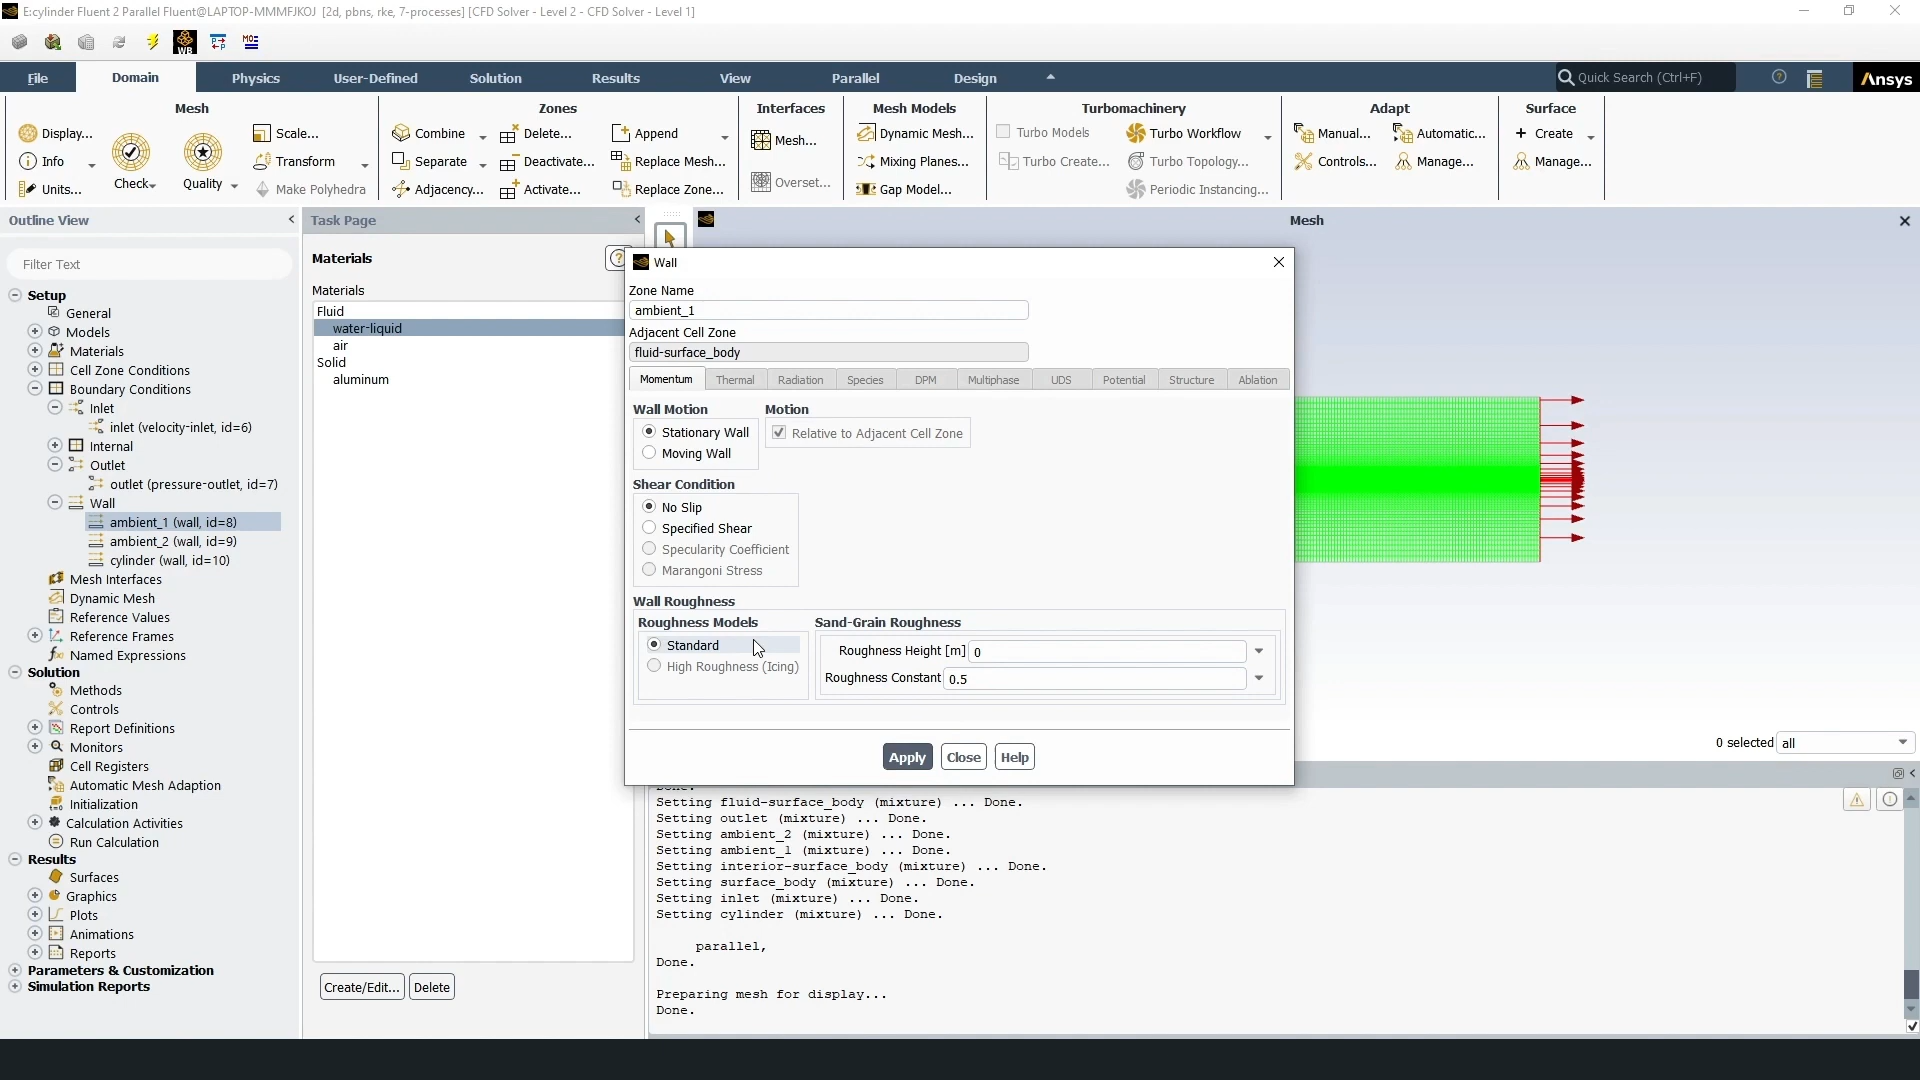 E:cylinder Fluent 2 Parallel Fluent@LAPTOP-MMMFJKOJ [2d, pbns, rke, 7-processes] [CFD Solver - Level 2 - CFD Solver - Level 1]
WB
File Domain Physics User-Defined Solution Results View Parallel Design Quick Search (Ctrl+F) Ansys
Mesh Zones Interfaces Mesh Models Turbomachinery Adapt Surface
Display... Scale... Combine Delete... Append Mesh... Dynamic Mesh... Turbo Models Turbo Workflow Manual... Automatic... + Create
Info Check Quality Transform Separate Deactivate... Replace Mesh... Mixing Planes... Turbo Create... Turbo Topology... Controls... Manage... Manage...
Units... Make Polyhedra Adjacency... Activate... Replace Zone... Overset... Gap Model... Periodic Instancing...
Outline View
Filter Text
Setup
General
Models
Materials
Cell Zone Conditions
Boundary Conditions
Inlet
inlet (velocity-inlet, id=6)
Internal
Outlet
outlet (pressure-outlet, id=7)
Wall
ambient_1 (wall, id=8)
ambient_2 (wall, id=9)
cylinder (wall, id=10)
Mesh Interfaces
Dynamic Mesh
Reference Values
Reference Frames
Named Expressions
Solution
Methods
Controls
Report Definitions
Monitors
Cell Registers
Automatic Mesh Adaption
Initialization
Calculation Activities
Run Calculation
Results
Surfaces
Graphics
Plots
Animations
Reports
Parameters & Customization
Simulation Reports
Task Page
Materials
Materials
Fluid
water-liquid
air
Solid
aluminum
Create/Edit... Delete
Mesh
Wall
Zone Name
ambient_1
Adjacent Cell Zone
fluid-surface_body
Momentum Thermal Radiation Species DPM Multiphase UDS Potential Structure Ablation
Wall Motion Motion
Stationary Wall Relative to Adjacent Cell Zone
Moving Wall
Shear Condition
No Slip
Specified Shear
Specularity Coefficient
Marangoni Stress
Wall Roughness
Roughness Models Sand-Grain Roughness
Standard Roughness Height [m] 0
High Roughness (Icing) Roughness Constant 0.5
Apply Close Help
0 selected all
Setting fluid-surface_body (mixture) ... Done.
Setting outlet (mixture) ... Done.
Setting ambient_2 (mixture) ... Done.
Setting ambient_1 (mixture) ... Done.
Setting interior-surface_body (mixture) ... Done.
Setting surface_body (mixture) ... Done.
Setting inlet (mixture) ... Done.
Setting cylinder (mixture) ... Done.
parallel,
Done.
Preparing mesh for display...
Done.